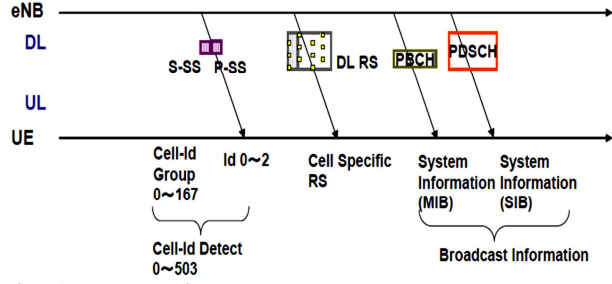 eNB
DL
S-SS P-SS
DL RS
PBCH
PDSCH
UL
UE
Cell-Id
Group
0～167
Id 0～2
Cell Specific
RS
System
Information
(MIB)
System
Information
(SIB)
Cell-Id Detect
0～503
Broadcast Information